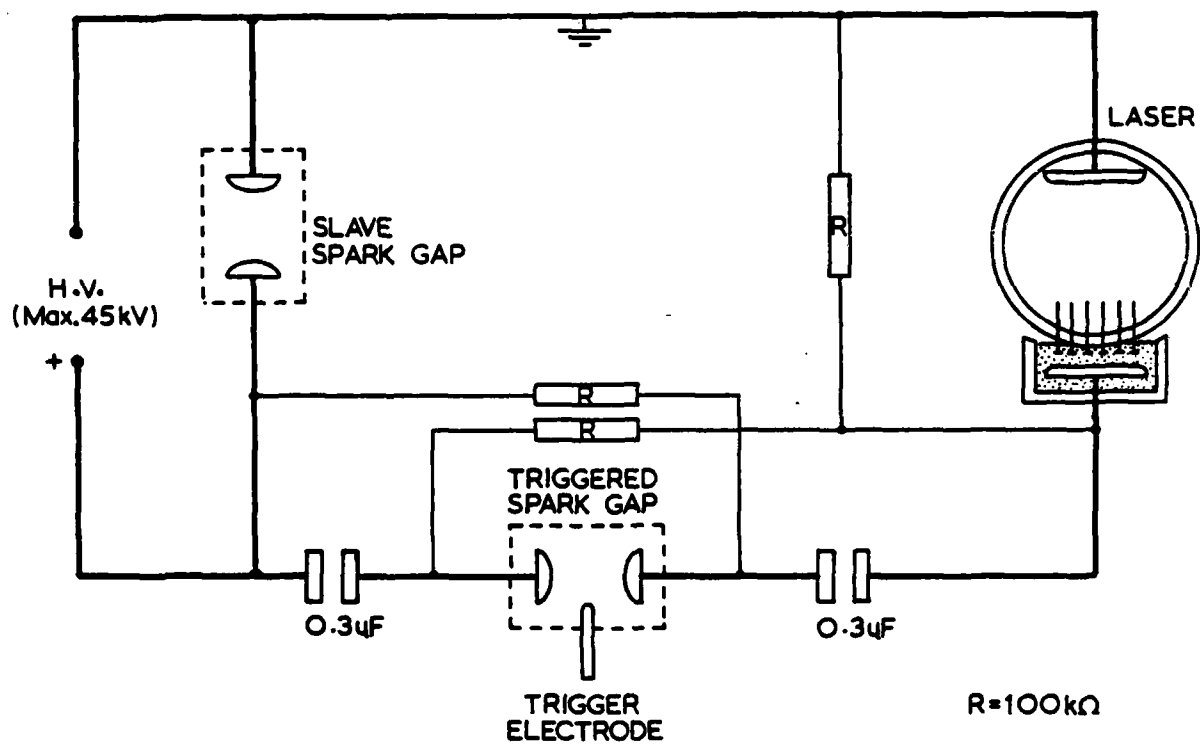 LASER
SLAVE
SPARK GAP
R
H.V.
(Max.45kV)
+
R
R
TRIGGERED
SPARK GAP
0.3µF
0.3µF
TRIGGER
ELECTRODE
R=100kΩ